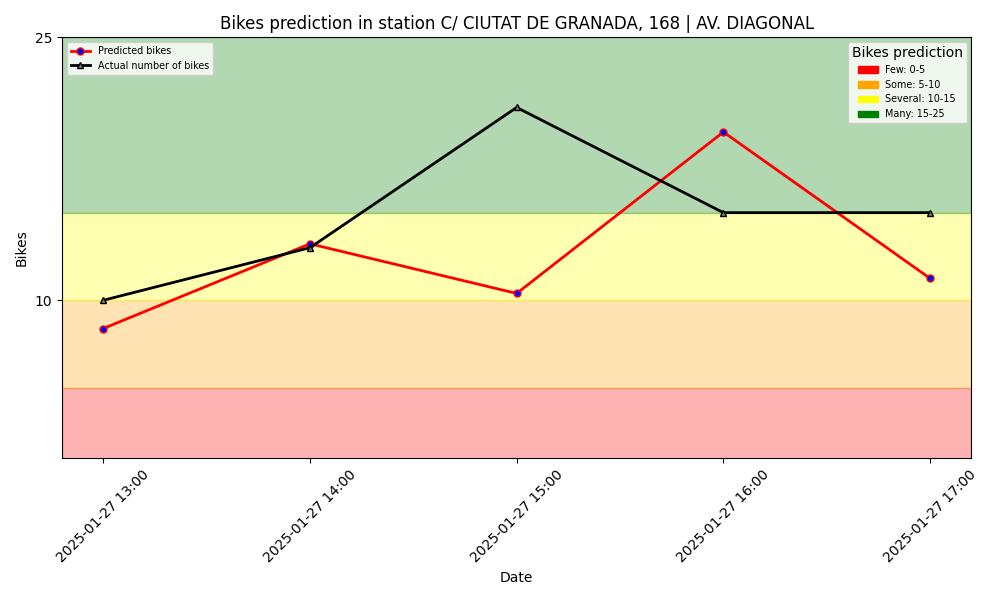 Bikes prediction in station C/ CIUTAT DE GRANADA, 168 | AV. DIAGONAL
25
Predicted bikes
Actual number of bikes
Bikes prediction
Few: 0-5
Some: 5-10
Several: 10-15
Many: 15-25
Bikes
10
2025-01-27 13:00
2025-01-27 14:00
2025-01-27 15:00
2025-01-27 16:00
2025-01-27 17:00
Date